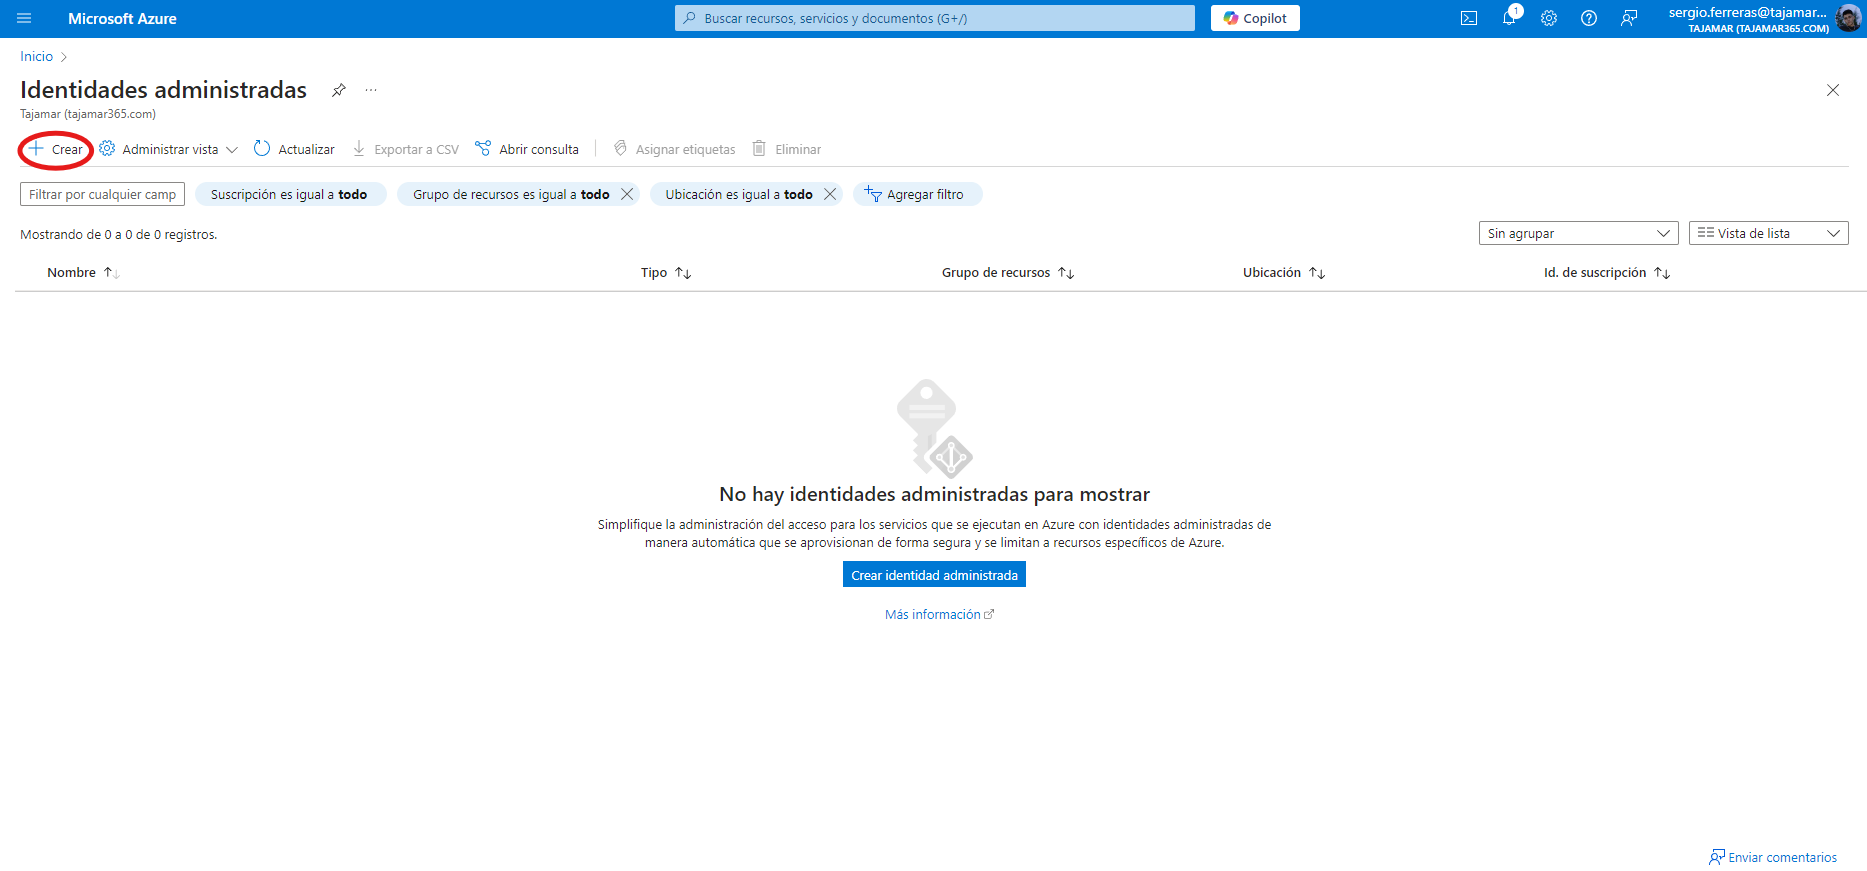 Microsoft Azure
Buscar recursos, servicios y documentos (G+/)
Copilot
1
sergio.ferreras@tajamar...
TAJAMAR (TAJAMAR365.COM)
Inicio
Identidades administradas
Tajamar (tajamar365.com)
Crear
Administrar vista
Actualizar
Exportar a CSV
Abrir consulta
Asignar etiquetas
Eliminar
Filtrar por cualquier camp
Suscripción es igual a todo
Grupo de recursos es igual a todo
Ubicación es igual a todo
Agregar filtro
Mostrando de 0 a 0 de 0 registros.
Sin agrupar
Vista de lista
Nombre
Tipo
Grupo de recursos
Ubicación
Id. de suscripción
No hay identidades administradas para mostrar
Simplifique la administración del acceso para los servicios que se ejecutan en Azure con identidades administradas de
manera automática que se aprovisionan de forma segura y se limitan a recursos específicos de Azure.
Crear identidad administrada
Más información
Enviar comentarios